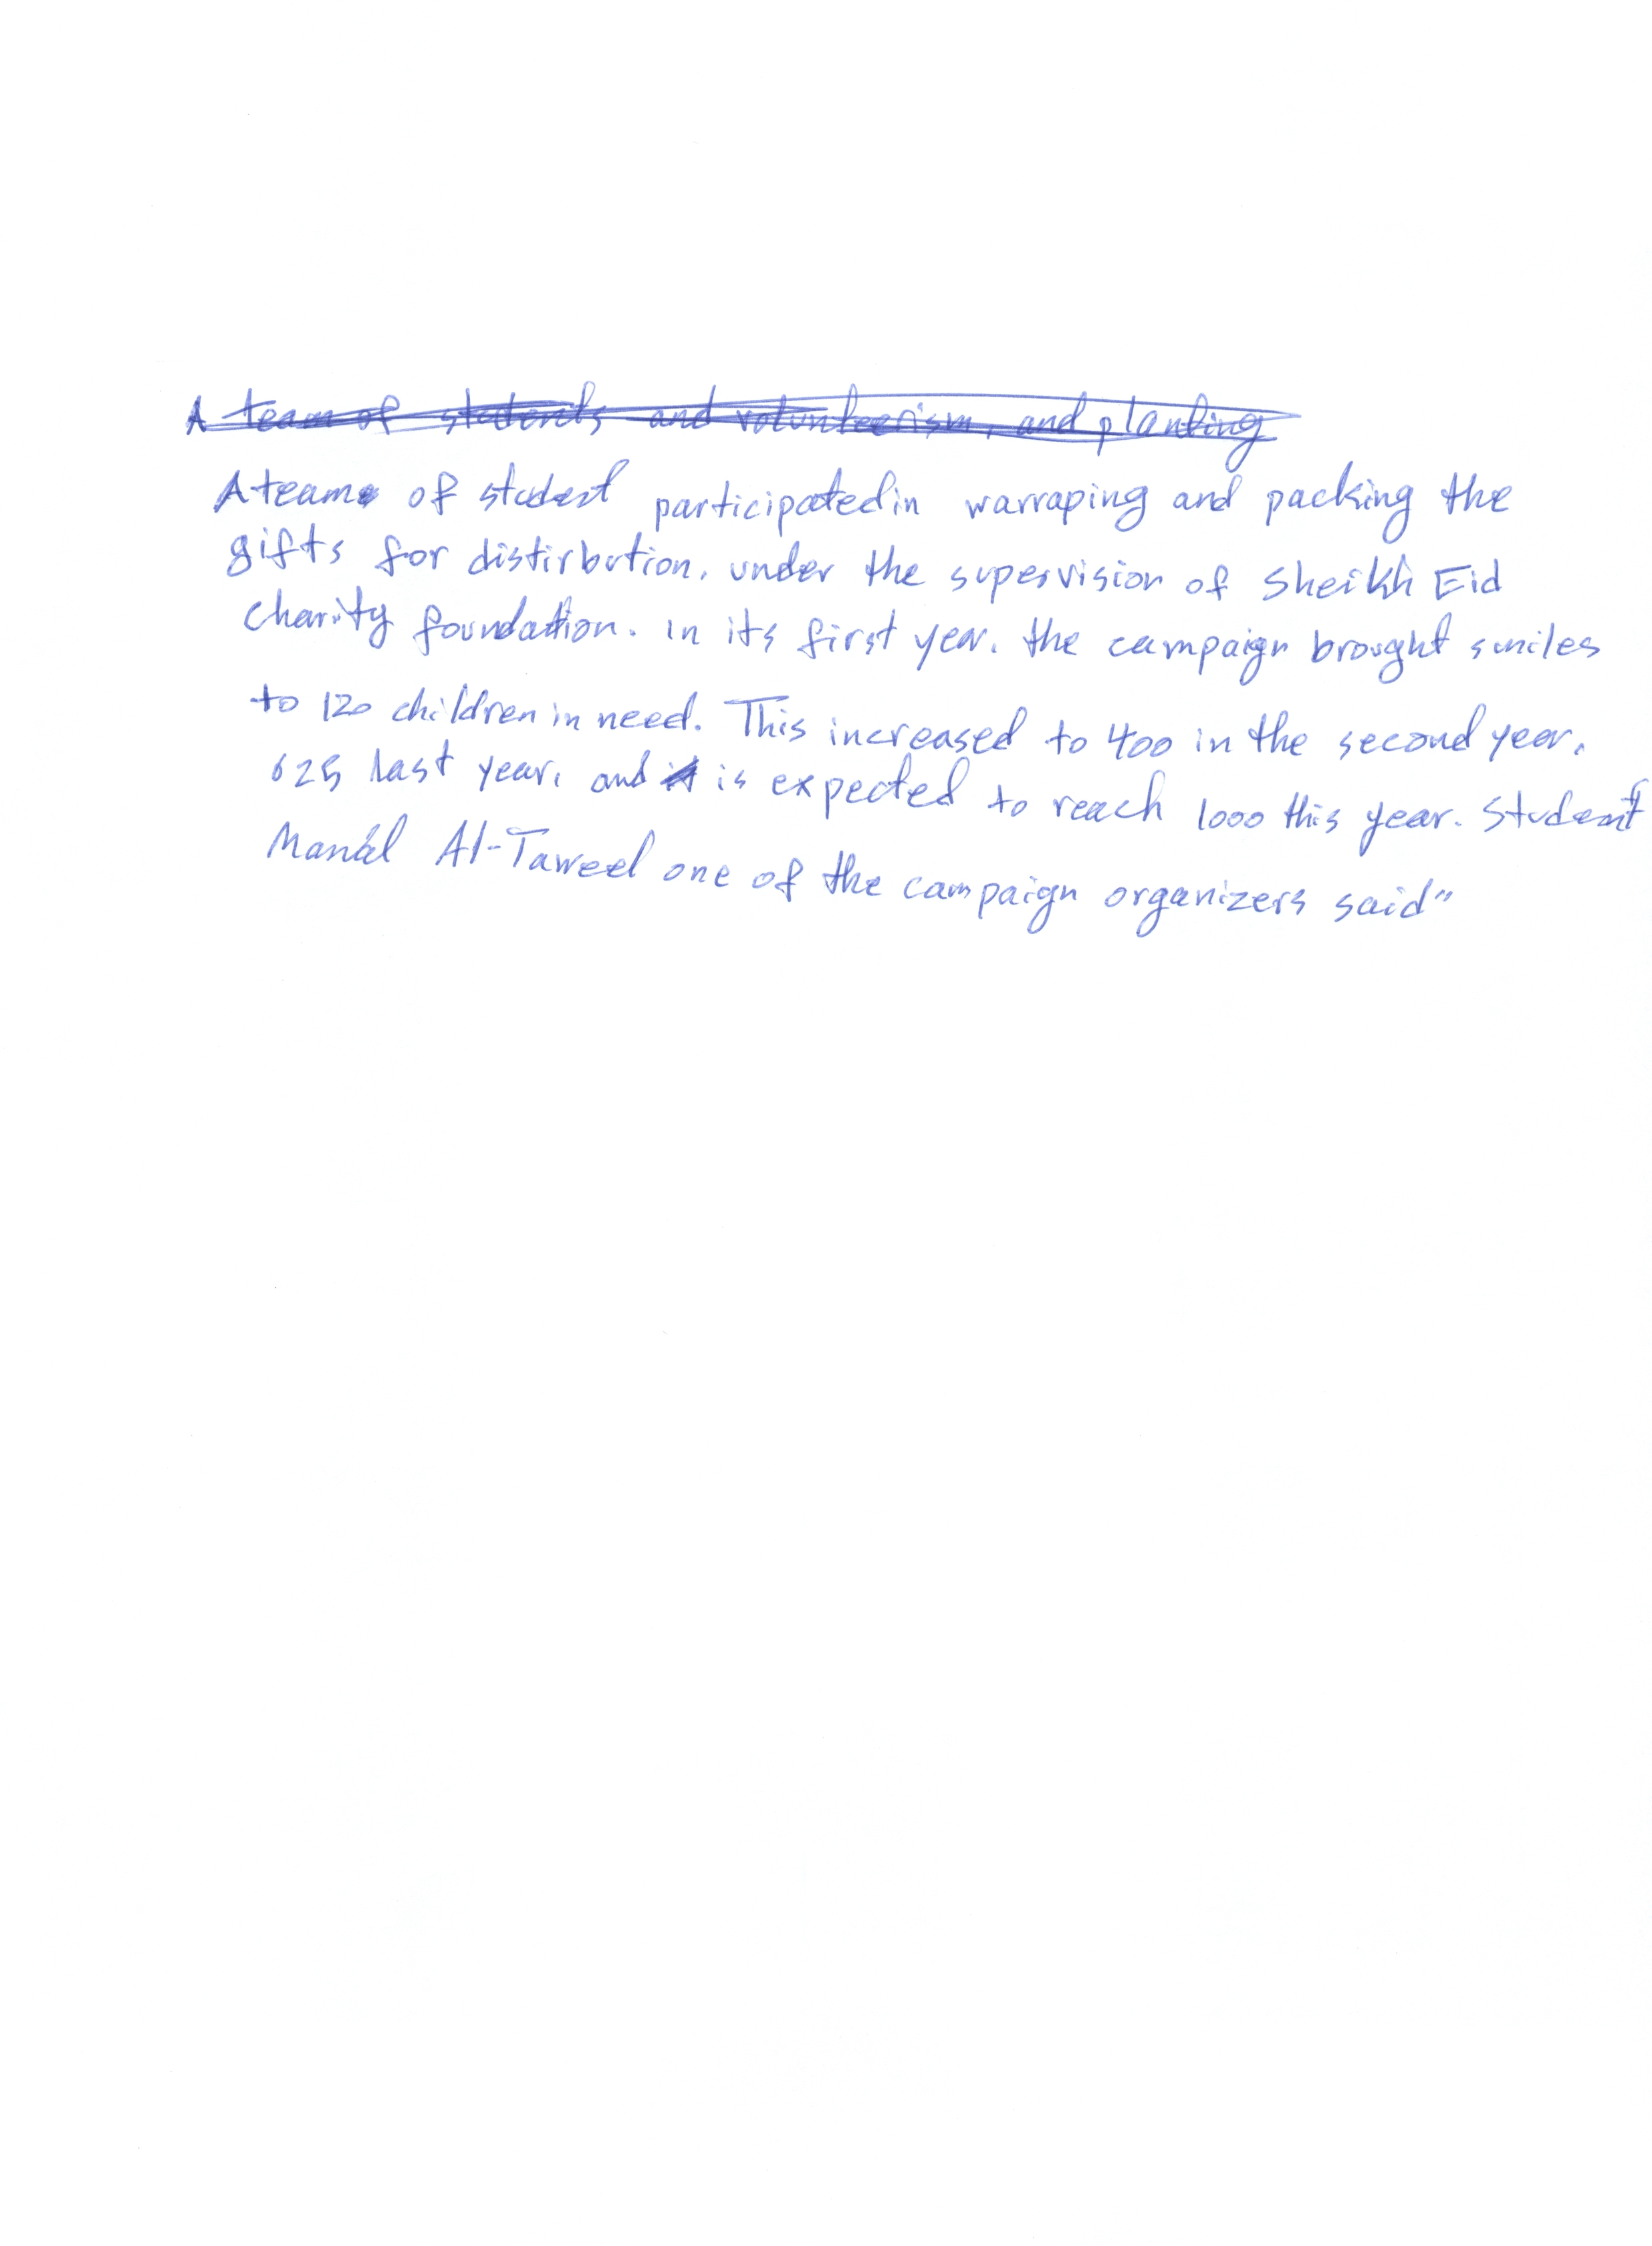 A team of students and volunteerism, and planting
A team of student participated in warraping and packing the
gifts for distirbution, under the supervision of Sheikh Eid
Charity foundation. In its first year, the campaign brought smiles
to 120 children in need. This increased to 400 in the second year,
625 last year, and is expected to reach 1000 this year. Student
Manal Al-Taweel one of the campaign organizers said"